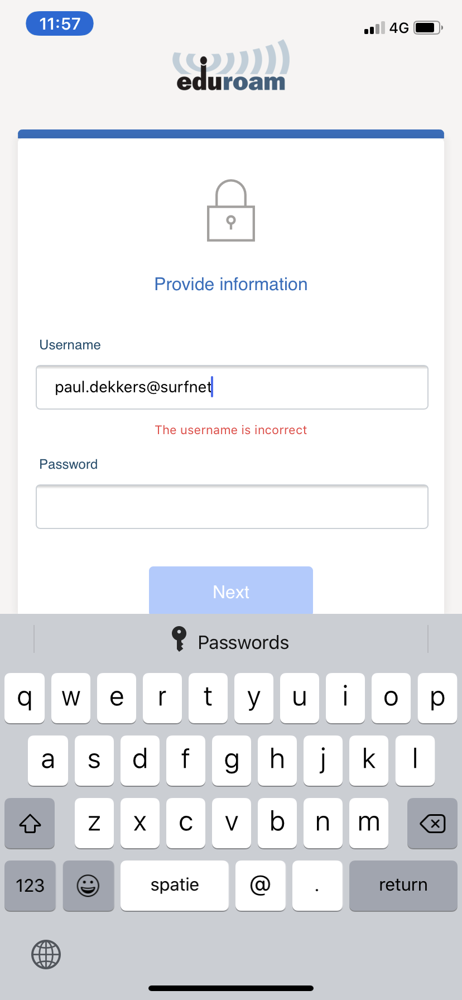 11:57
4G
eduroam
Provide information
Username
paul.dekkers@surfnet
The username is incorrect
Password
Next
Passwords
q w e r t y u i o p
a s d f g h j k l
z x c v b n m
123 spatie @ . return